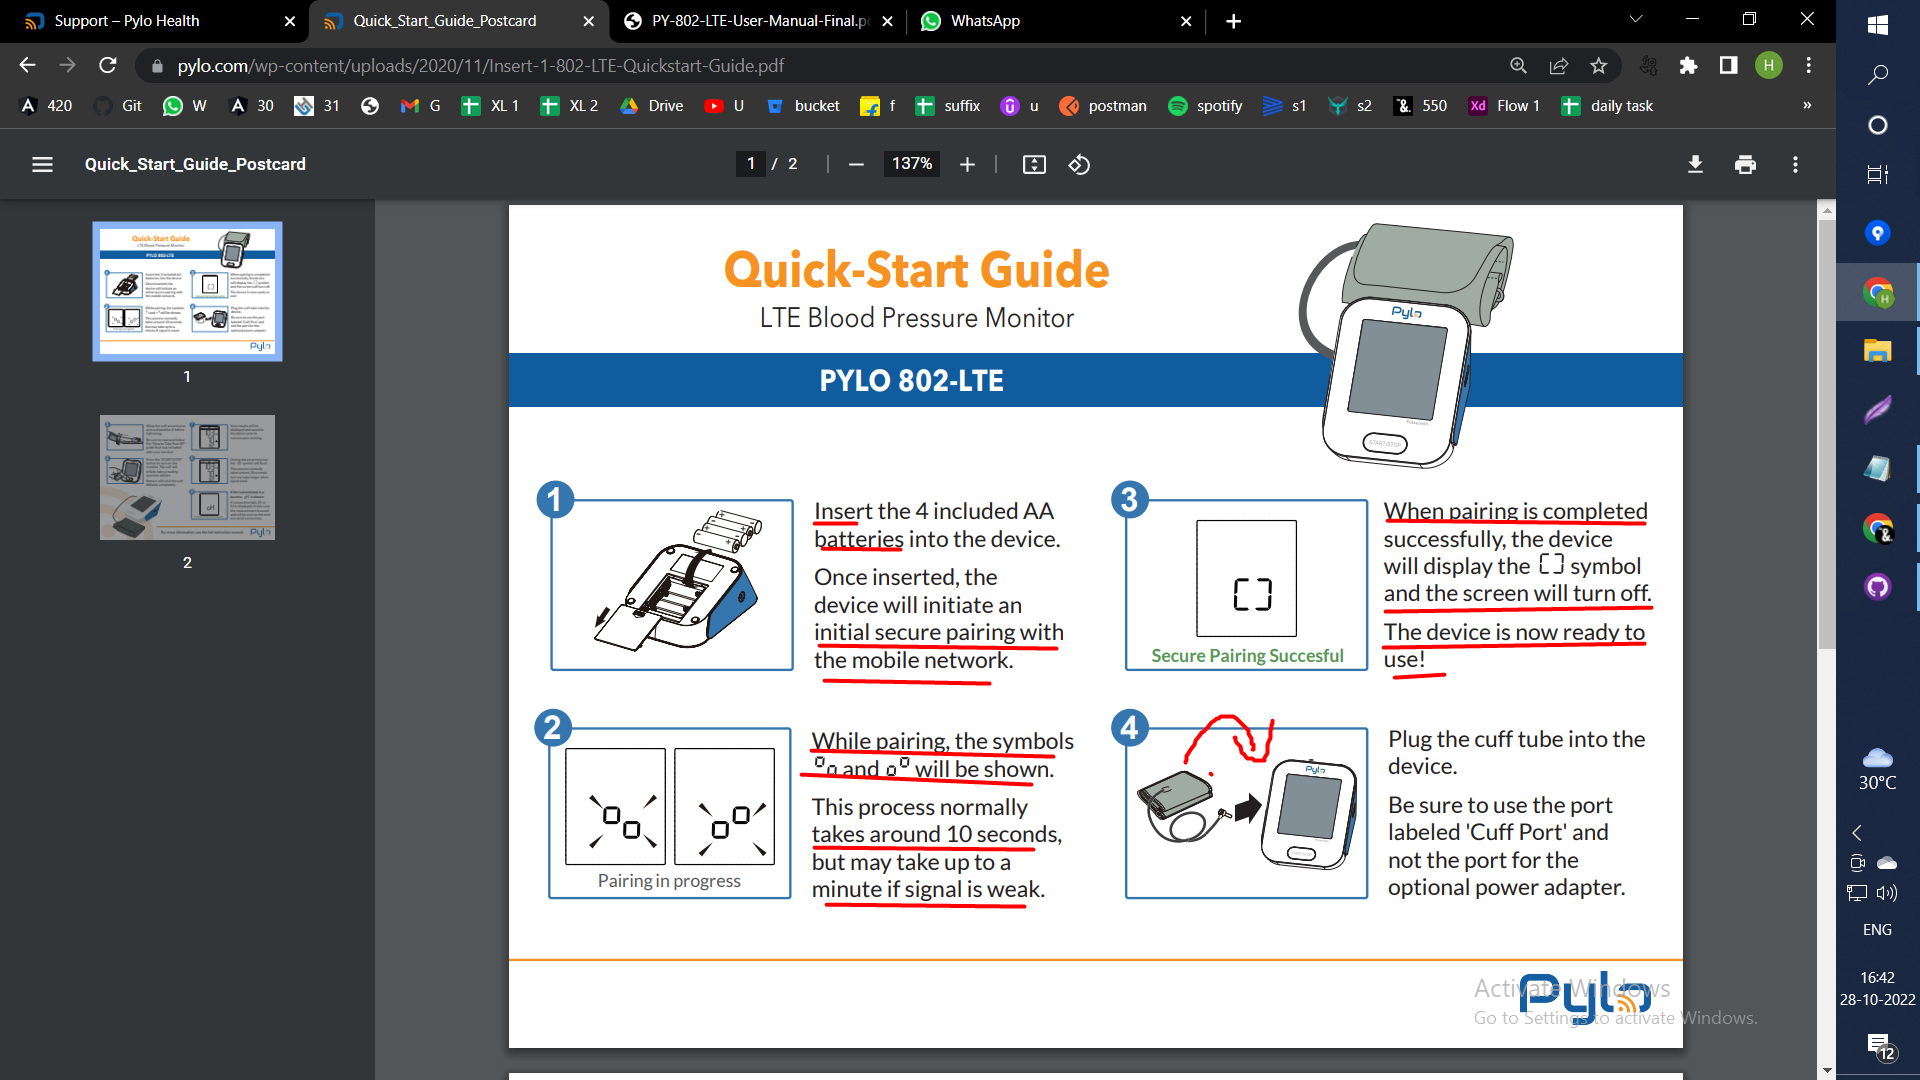 Support – Pylo Health
Quick_Start_Guide_Postcard
PY-802-LTE-User-Manual-Final.p
WhatsApp
pylo.com/wp-content/uploads/2020/11/Insert-1-802-LTE-Quickstart-Guide.pdf
H
420
Git
W
30
31
G
XL 1
XL 2
Drive
U
bucket
f
suffix
u
postman
spotify
s1
s2
550
Xd
Flow 1
daily task
»
Quick_Start_Guide_Postcard
1 / 2
137%
1
2
Quick-Start Guide
LTE Blood Pressure Monitor
PYLO 802-LTE
Pylo
START/STOP
1
Insert the 4 included AA
batteries into the device.
Once inserted, the
device will initiate an
initial secure pairing with
the mobile network.
2
Pairing in progress
While pairing, the symbols
and will be shown.
This process normally
takes around 10 seconds,
but may take up to a
minute if signal is weak.
3
Secure Pairing Succesful
When pairing is completed
successfully, the device
will display the [ ] symbol
and the screen will turn off.
The device is now ready to
use!
4
Pylo
Plug the cuff tube into the
device.
Be sure to use the port
labeled 'Cuff Port' and
not the port for the
optional power adapter.
Pylo
Activate Windows
Go to Settings to activate Windows.
30°C
ENG
16:42
28-10-2022
12